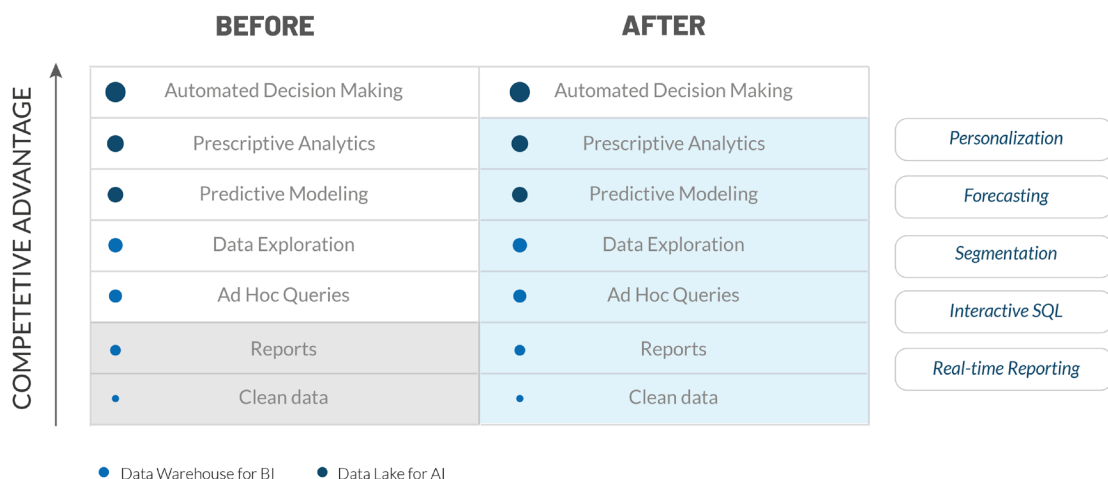 BEFORE
AFTER
COMPETETIVE ADVANTAGE
Automated Decision Making
Automated Decision Making
Prescriptive Analytics
Prescriptive Analytics
Personalization
Predictive Modeling
Predictive Modeling
Forecasting
Data Exploration
Data Exploration
Segmentation
Ad Hoc Queries
Ad Hoc Queries
Interactive SQL
Reports
Reports
Real-time Reporting
Clean data
Clean data
Data Warehouse for BI
Data Lake for AI